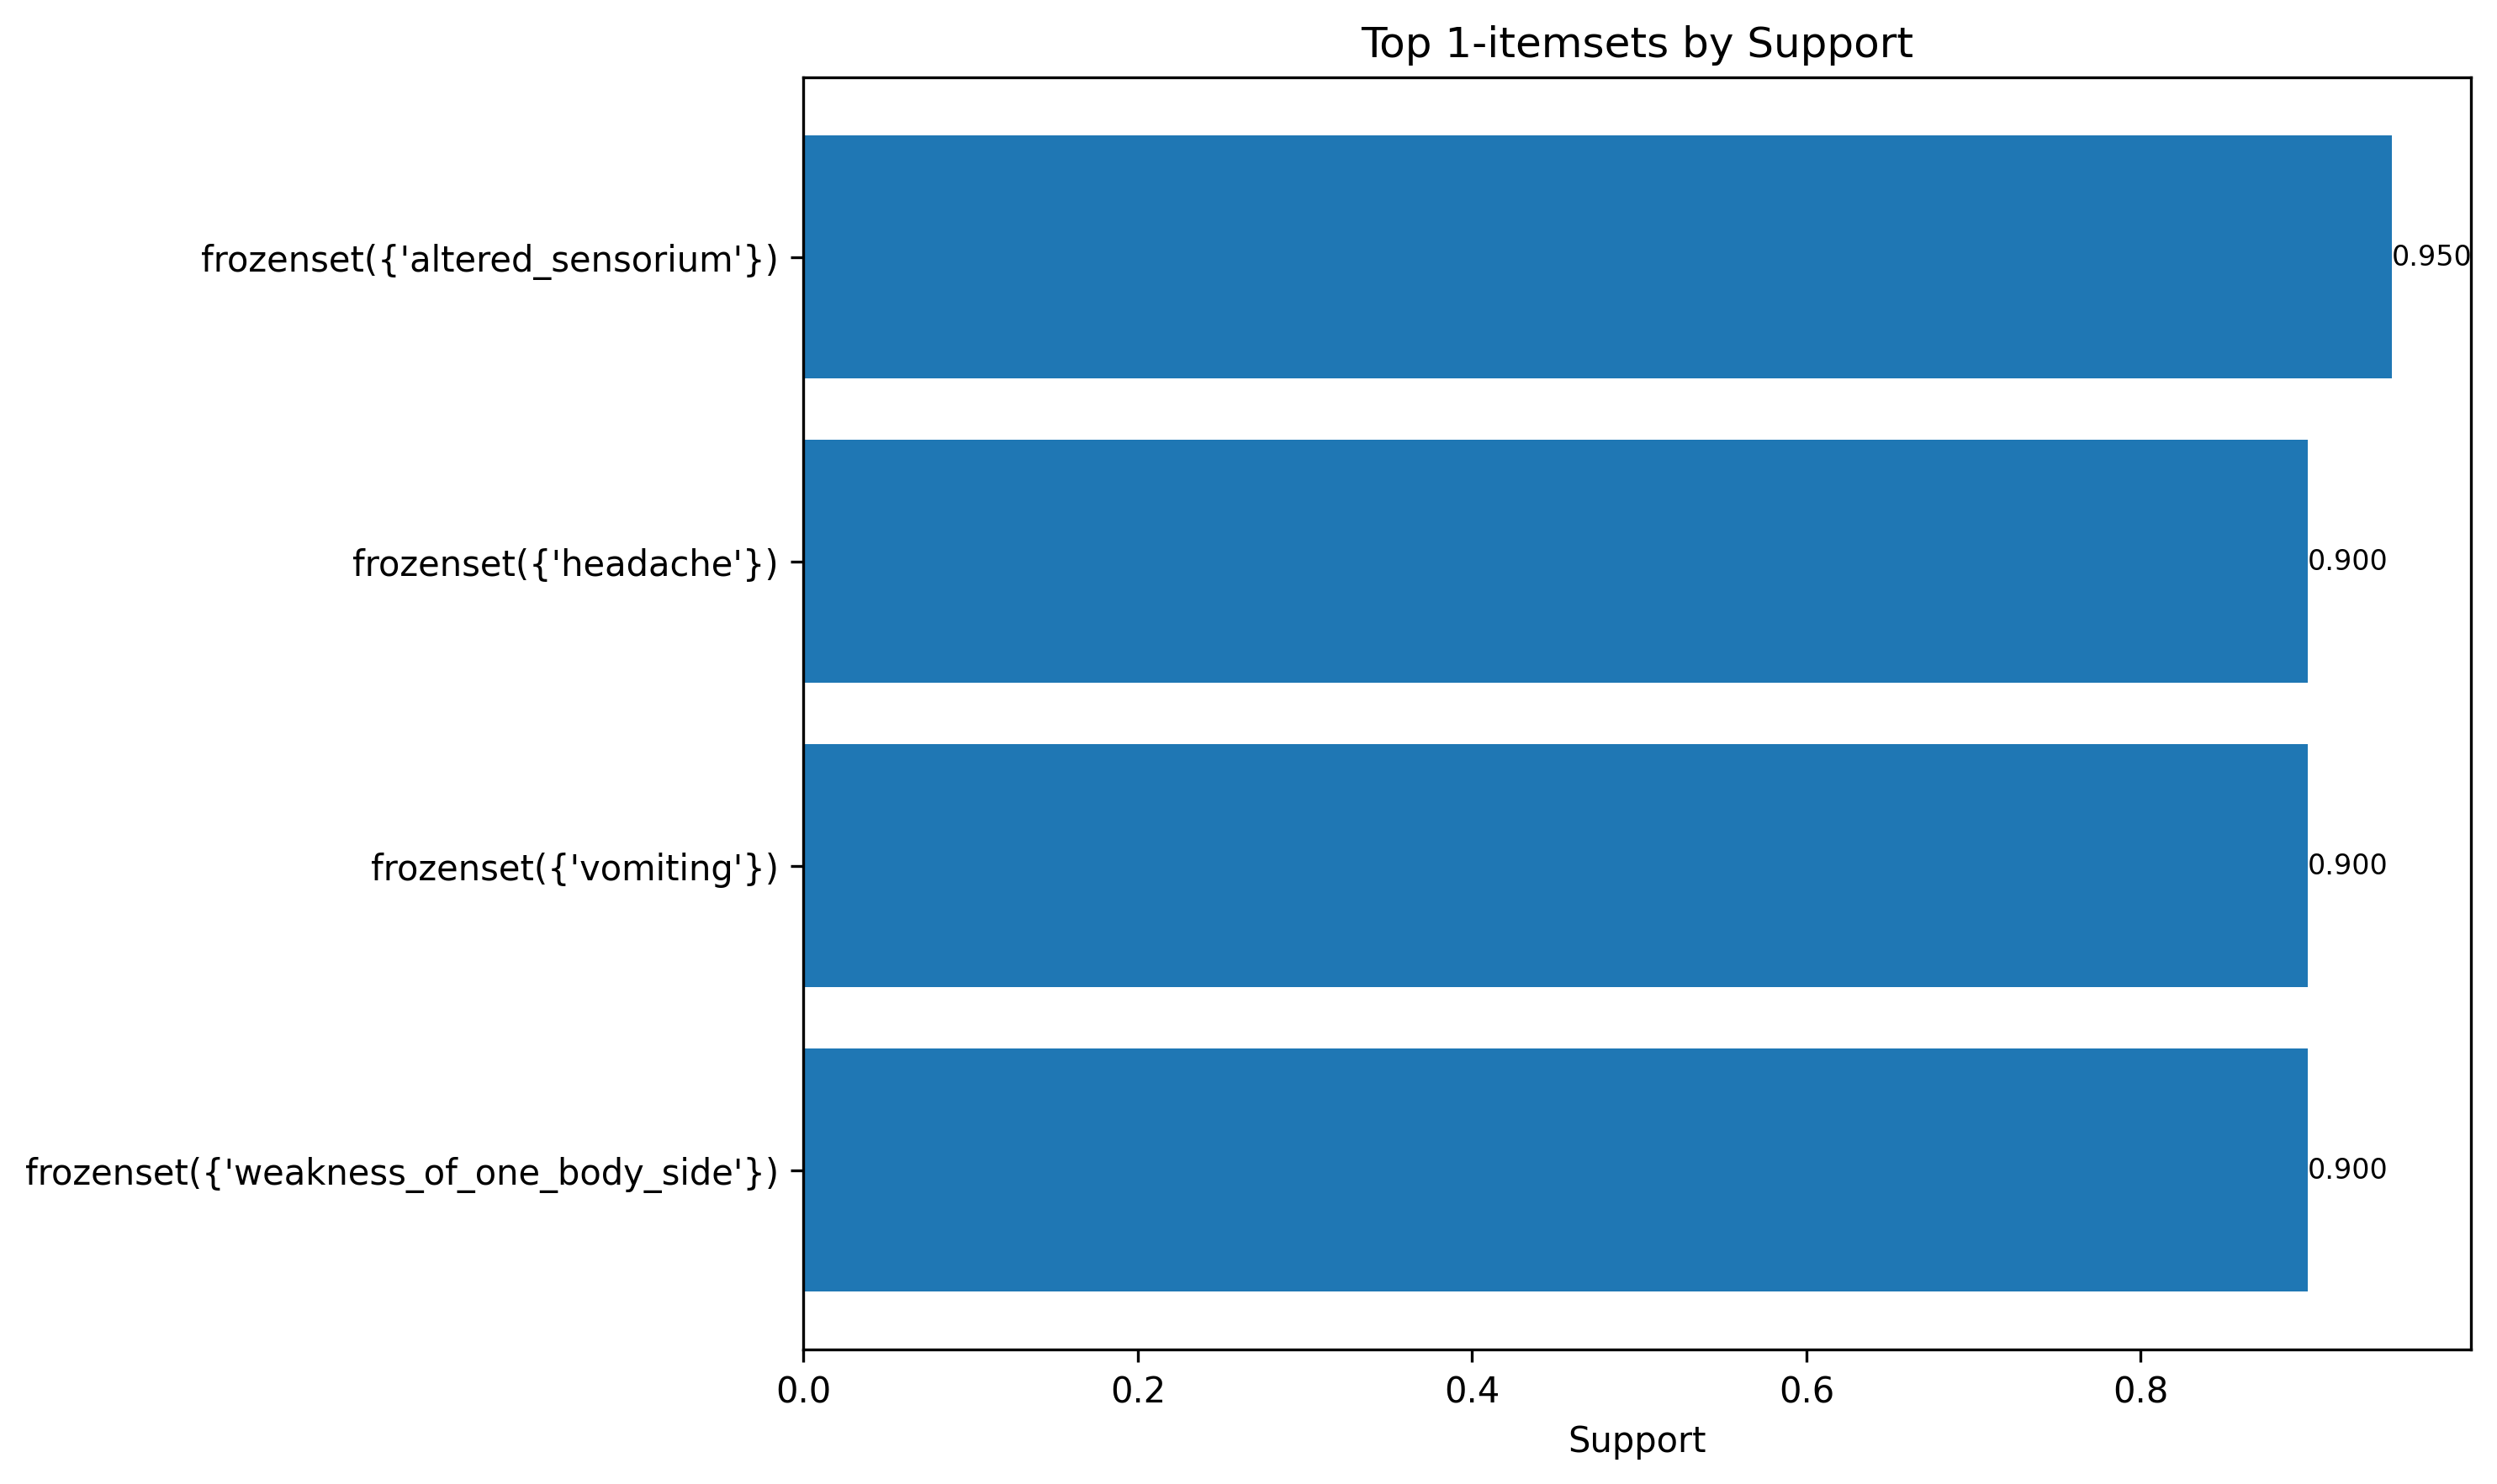 Top 1-itemsets by Support
frozenset({'altered_sensorium'})
0.950
frozenset({'headache'})
0.900
frozenset({'vomiting'})
0.900
frozenset({'weakness_of_one_body_side'})
0.900
0.0 0.2 0.4 0.6 0.8
Support